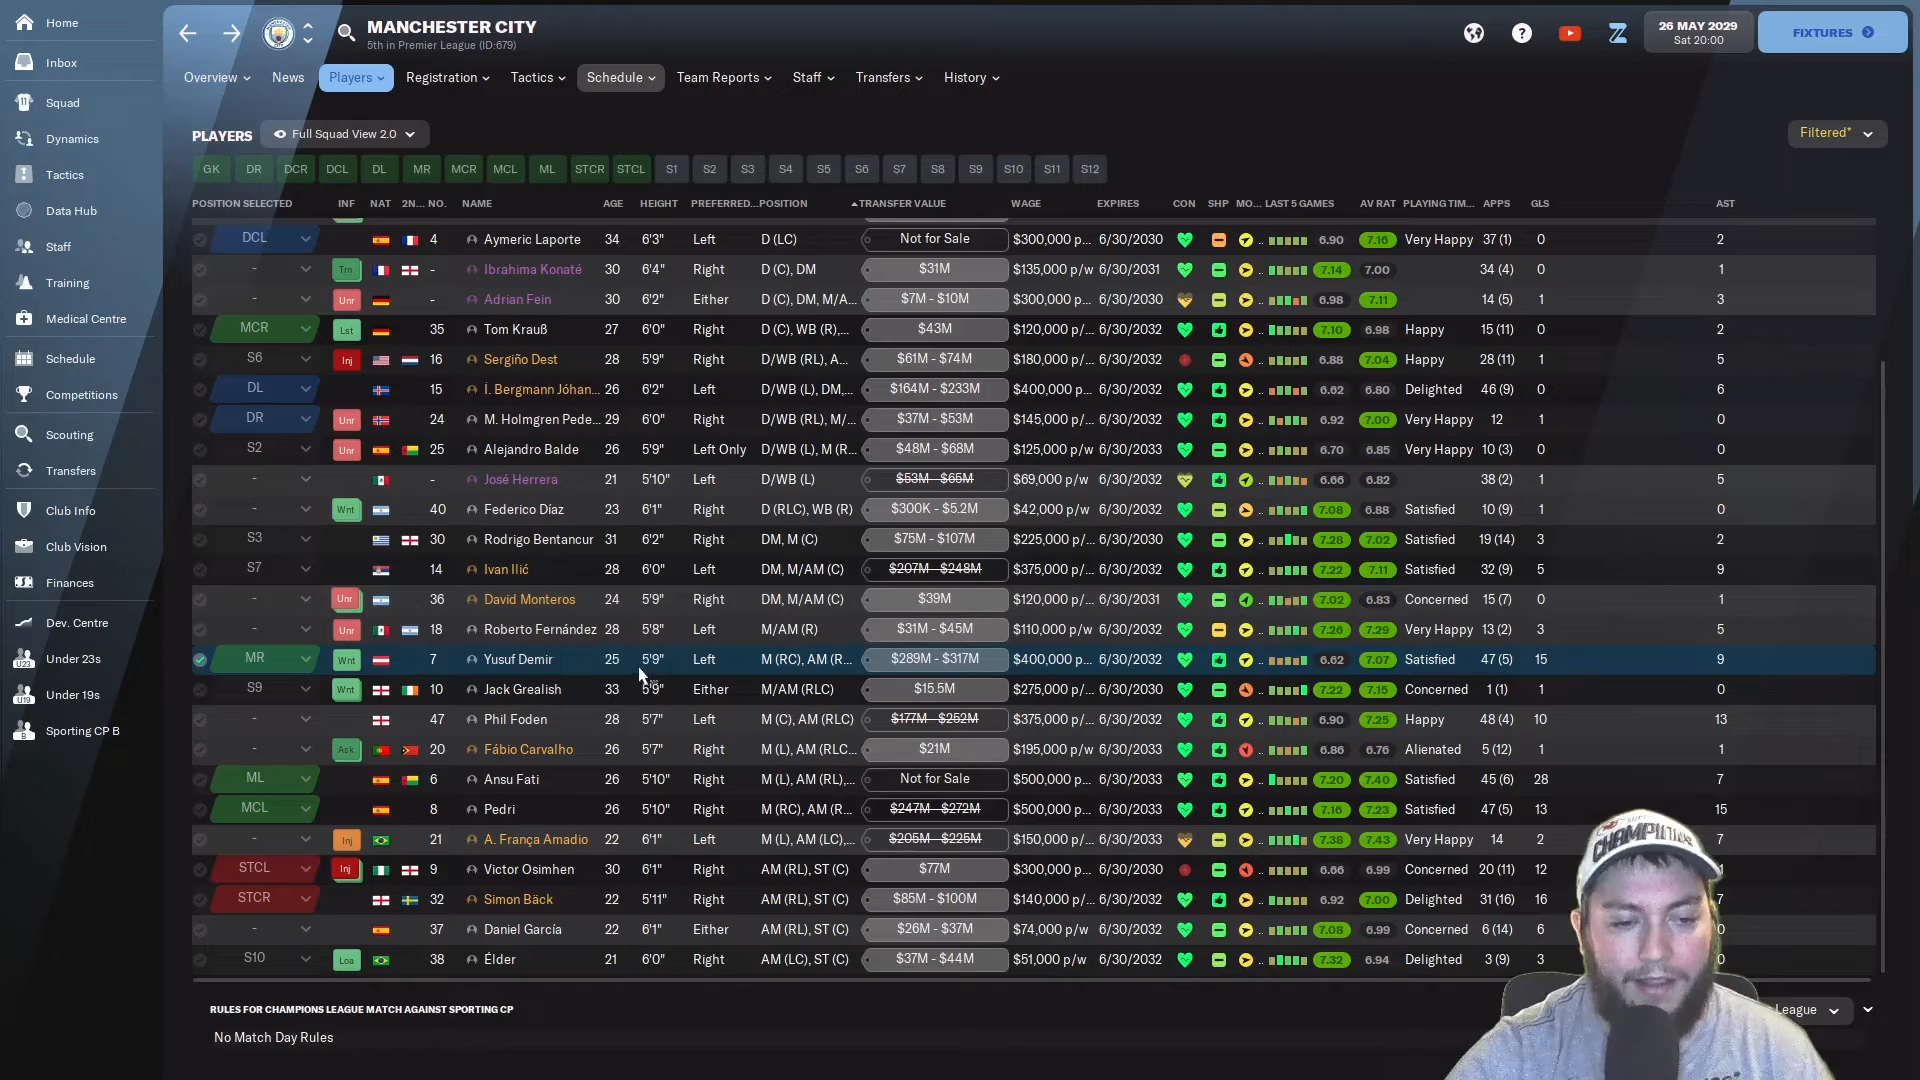 Home
Inbox
Squad
Dynamics
Tactics
Data Hub
Staff
Training
Medical Centre
Schedule
Competitions
Scouting
Transfers
Club Info
Club Vision
Finances
Dev. Centre
U23 Under 23s
U19 Under 19s
B Sporting CP B
MANCHESTER CITY
5th in Premier League (ID:679)
26 MAY 2029
Sat 20:00
FIXTURES
Overview News Players Registration Tactics Schedule Team Reports Staff Transfers History
PLAYERS Full Squad View 2.0 Filtered*
GK DR DCR DCL DL MR MCR MCL ML STCR STCL S1 S2 S3 S4 S5 S6 S7 S8 S9 S10 S11 S12
POSITION SELECTED INF NAT 2N... NO. NAME AGE HEIGHT PREFERRED... POSITION TRANSFER VALUE WAGE EXPIRES CON SHP MO... LAST 5 GAMES AV RAT PLAYING TIM... APPS GLS AST
DCL 4 Aymeric Laporte 34 6'3" Left D (LC) Not for Sale $300,000 p... 6/30/2030 .. 6.90 7.16 Very Happy 37 (1) 0 2
- Trn - Ibrahima Konaté 30 6'4" Right D (C), DM $31M $135,000 p/w 6/30/2031 .. 7.14 7.00 34 (4) 0 1
- Unr - Adrian Fein 30 6'2" Either D (C), DM, M/A... $7M - $10M $300,000 p... 6/30/2032 .. 6.98 7.11 14 (5) 1 3
MCR Lst 35 Tom Krauß 27 6'0" Right D (C), WB (R),... $43M $120,000 p/w 6/30/2032 .. 7.10 6.98 Happy 15 (11) 0 2
S6 Inj 16 Sergiño Dest 28 5'9" Right D/WB (RL), A... $61M - $74M $180,000 p/w 6/30/2032 .. 6.88 7.04 Happy 28 (11) 1 5
DL 15 Í. Bergmann Jóhan... 26 6'2" Left D/WB (L), DM,... $164M - $233M $400,000 p... 6/30/2032 .. 6.62 6.80 Delighted 46 (9) 0 6
DR Unr 24 M. Holmgren Pede... 29 6'0" Right D/WB (RL), M/... $37M - $53M $145,000 p/w 6/30/2032 .. 6.92 7.00 Very Happy 12 1 0
S2 Unr 25 Alejandro Balde 26 5'9" Left Only D/WB (L), M (R... $48M - $68M $125,000 p/w 6/30/2033 .. 6.70 6.85 Very Happy 10 (3) 0 0
- - José Herrera 21 5'10" Left D/WB (L) $53M - $65M $69,000 p/w 6/30/2032 .. 6.66 6.82 38 (2) 1 5
- Wnt 40 Federico Díaz 23 6'1" Right D (RLC), WB (R) $300K - $5.2M $42,000 p/w 6/30/2032 .. 7.08 6.88 Satisfied 10 (9) 1 0
S3 30 Rodrigo Bentancur 31 6'2" Right DM, M (C) $75M - $107M $225,000 p/... 6/30/2030 .. 7.28 7.02 Satisfied 19 (14) 3 2
S7 14 Ivan Ilić 28 6'0" Left DM, M/AM (C) $207M - $248M $375,000 p/... 6/30/2032 .. 7.22 7.11 Satisfied 32 (9) 5 9
- Unr 36 David Monteros 24 5'9" Right DM, M/AM (C) $39M $120,000 p/w 6/30/2031 .. 7.02 6.83 Concerned 15 (7) 0 1
- Unr 18 Roberto Fernández 28 5'8" Left M/AM (R) $31M - $45M $110,000 p/w 6/30/2032 .. 7.26 7.29 Very Happy 13 (2) 3 5
MR Wnt 7 Yusuf Demir 25 5'9" Left M (RC), AM (R... $289M - $317M $400,000 p... 6/30/2032 .. 6.62 7.07 Satisfied 47 (5) 15 9
S9 Wnt 10 Jack Grealish 33 5'9" Either M/AM (RLC) $15.5M $275,000 p/... 6/30/2030 .. 7.22 7.15 Concerned 1 (1) 1 0
- 47 Phil Foden 28 5'7" Left M (C), AM (RLC) $177M - $252M $375,000 p/... 6/30/2032 .. 6.90 7.25 Happy 48 (4) 10 13
- Ask 20 Fábio Carvalho 26 5'7" Right M (L), AM (RLC... $21M $195,000 p/w 6/30/2033 .. 6.86 6.76 Alienated 5 (12) 1 1
ML 6 Ansu Fati 26 5'10" Right M (L), AM (RL),... Not for Sale $500,000 p... 6/30/2033 .. 7.20 7.40 Satisfied 45 (6) 28 7
MCL 8 Pedri 26 5'10" Right M (RC), AM (R... $247M - $272M $500,000 p... 6/30/2033 .. 7.16 7.23 Satisfied 47 (5) 13 15
- Inj 21 A. França Amadio 22 6'1" Left M (L), AM (LC),... $205M - $225M $150,000 p/w 6/30/2033 .. 7.38 7.43 Very Happy 14 2 7
STCL Inj 9 Victor Osimhen 30 6'1" Right AM (RL), ST (C) $77M $300,000 p... 6/30/2032 .. 6.66 6.99 Concerned 20 (11) 12
STCR 32 Simon Bäck 22 5'11" Right AM (RL), ST (C) $85M - $100M $140,000 p/w 6/30/2032 .. 6.92 7.00 Delighted 31 (16) 16 7
- 37 Daniel García 22 6'1" Either AM (RL), ST (C) $26M - $37M $74,000 p/w 6/30/2032 .. 7.08 6.99 Concerned 6 (14) 6 0
S10 Loa 38 Élder 21 6'0" Right AM (LC), ST (C) $37M - $44M $51,000 p/w 6/30/2032 .. 7.32 6.94 Delighted 3 (9) 3 0
RULES FOR CHAMPIONS LEAGUE MATCH AGAINST SPORTING CP
League
No Match Day Rules
CHAMPIONS